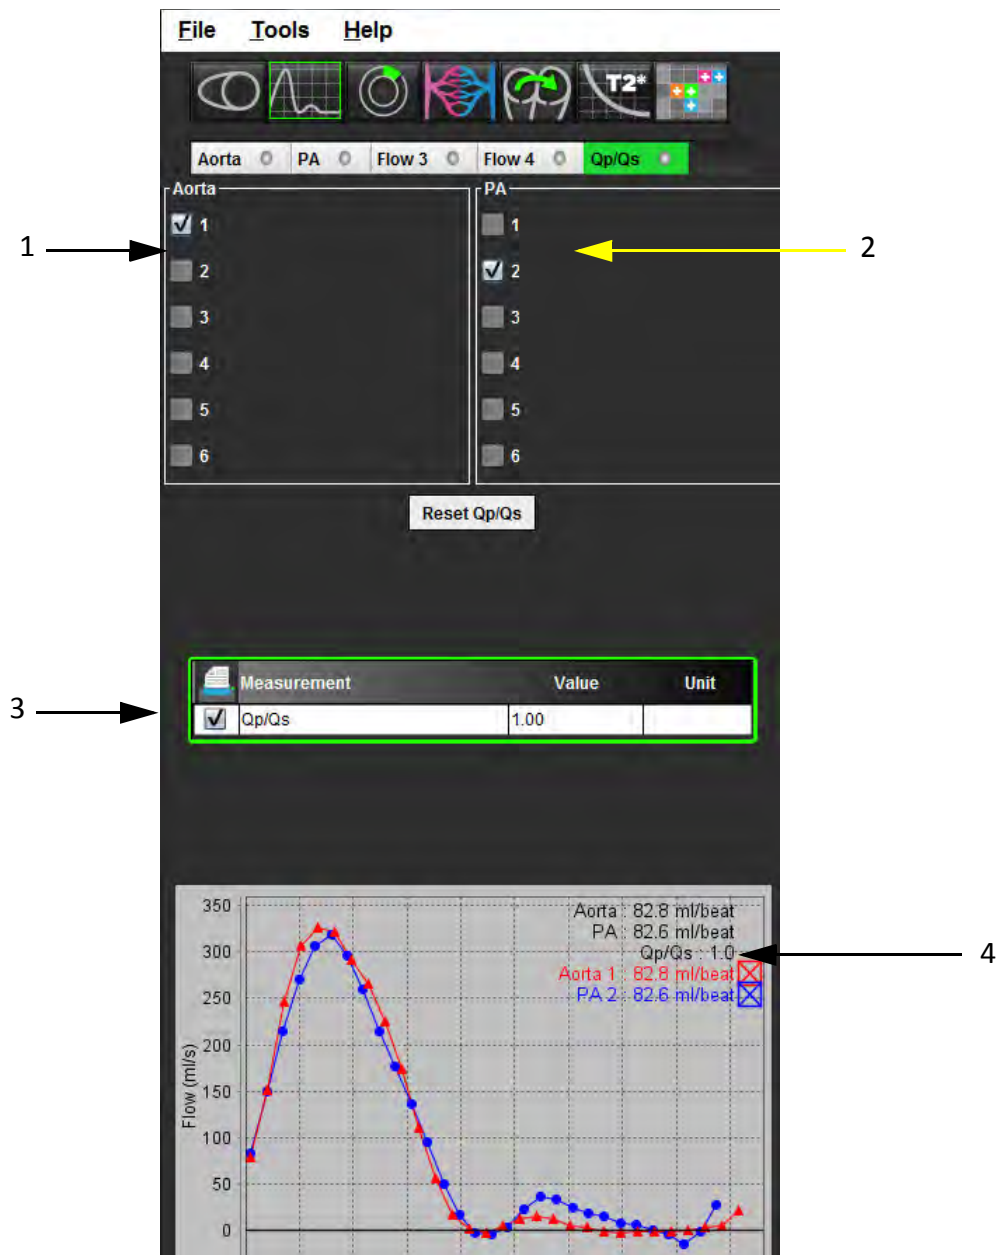 File Tools Help
T2*
Aorta PA Flow 3 Flow 4 Qp/Qs
Aorta
1
2
3
4
5
6
PA
1
2
3
4
5
6
1
2
Reset Qp/Qs
Measurement Value Unit
Qp/Qs 1.00
3
Aorta : 82.8 ml/beat
PA : 82.6 ml/beat
Qp/Qs : 1.0
Aorta 1 : 82.8 ml/beat
PA 2 : 82.6 ml/beat
4
Flow (ml/s)
350
300
250
200
150
100
50
0